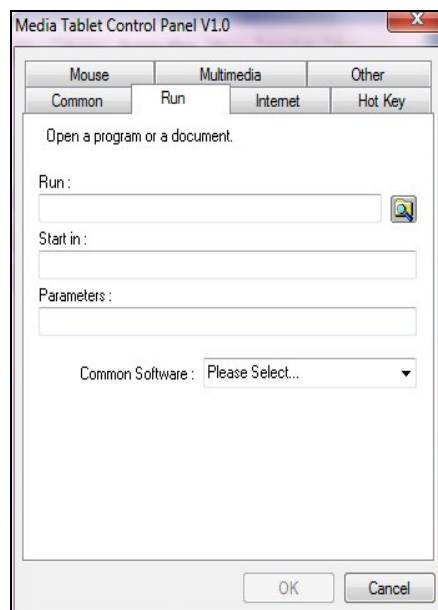 Media Tablet Control Panel V1.0
Mouse Multimedia Other
Common Run Internet Hot Key
Open a program or a document.
Run :
Start in :
Parameters :
Common Software : Please Select...
OK Cancel